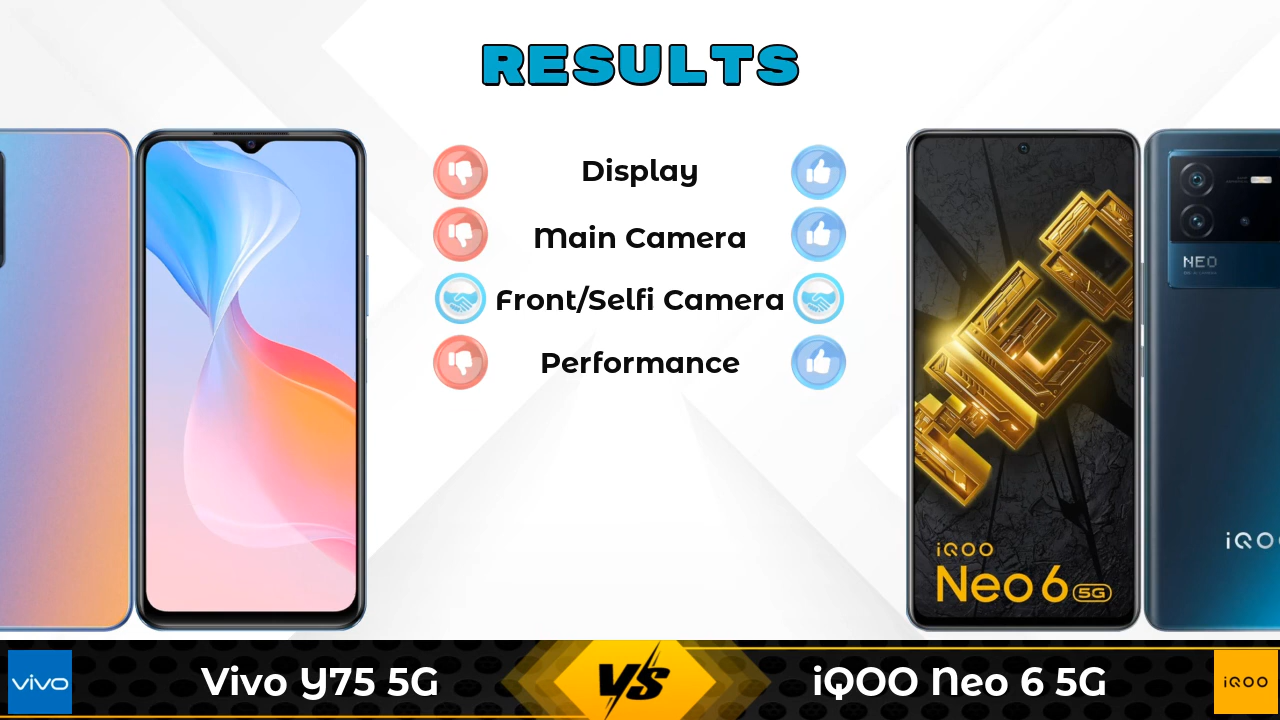 RESULTS
Display
Main Camera
Front/Selfi Camera
Performance
NEO
NEO
iQOO
Neo 6 5G
iQOO
vivo
Vivo Y75 5G
VS
iQOO Neo 6 5G
iQOO